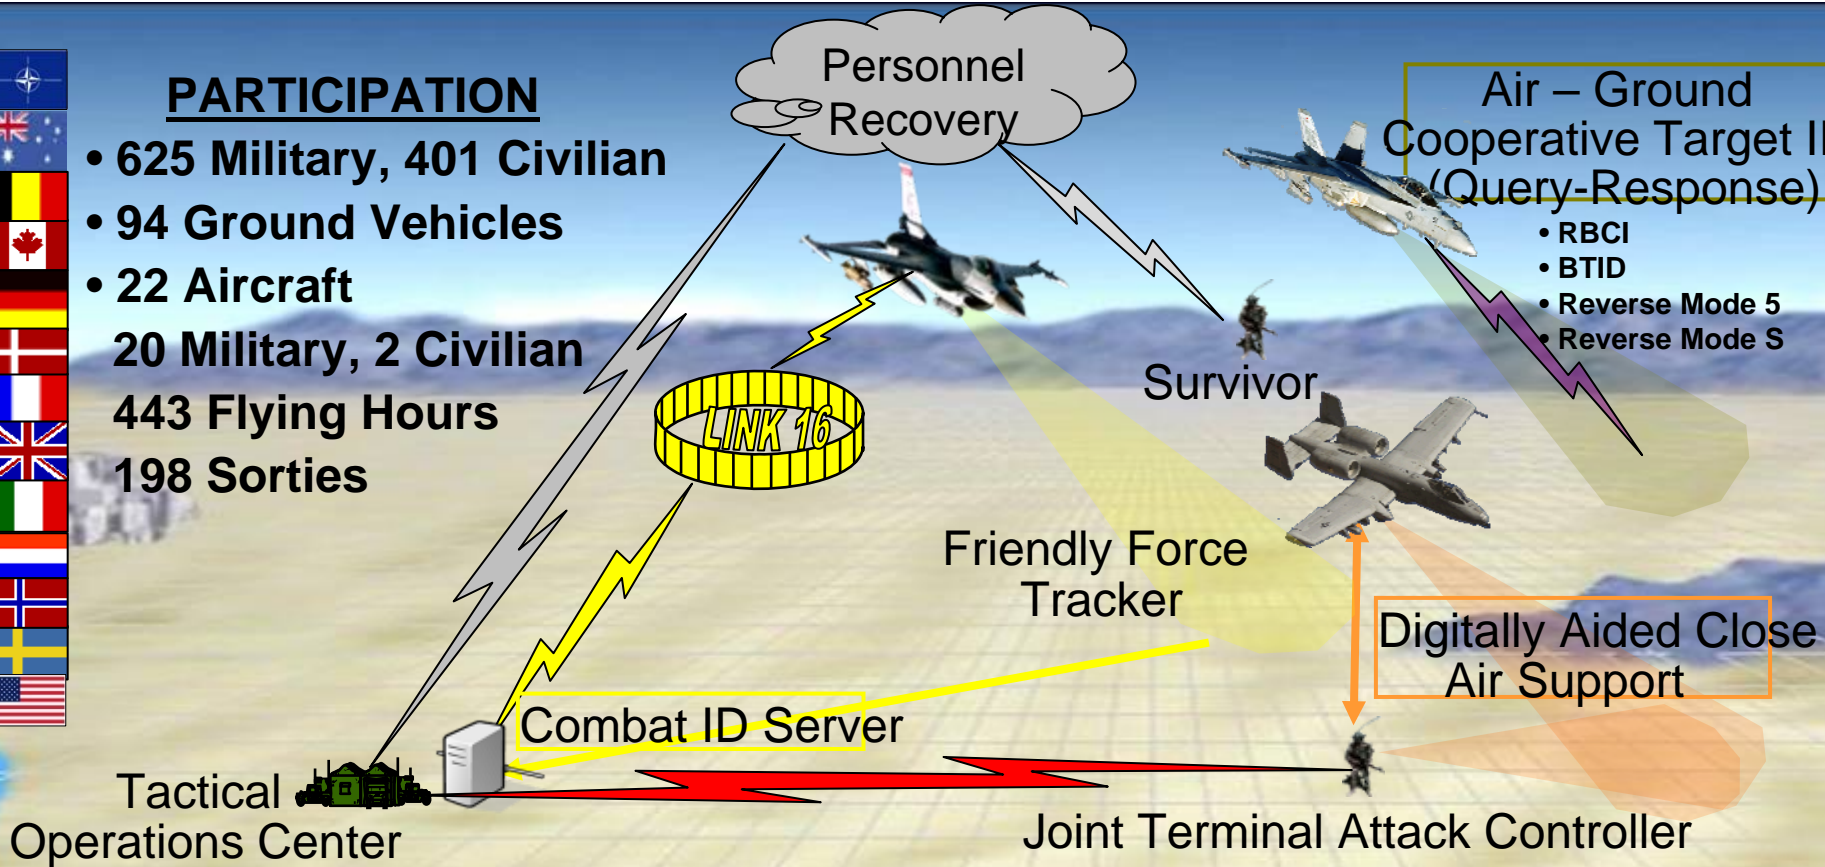 PARTICIPATION
• 625 Military, 401 Civilian
• 94 Ground Vehicles
• 22 Aircraft
20 Military, 2 Civilian
443 Flying Hours
198 Sorties
Personnel
Recovery
Air – Ground
Cooperative Target I
(Query-Response)
• RBCI
• BTID
• Reverse Mode 5
• Reverse Mode S
Survivor
LINK 16
Friendly Force
Tracker
Digitally Aided Close
Air Support
Combat ID Server
Tactical
Operations Center
Joint Terminal Attack Controller